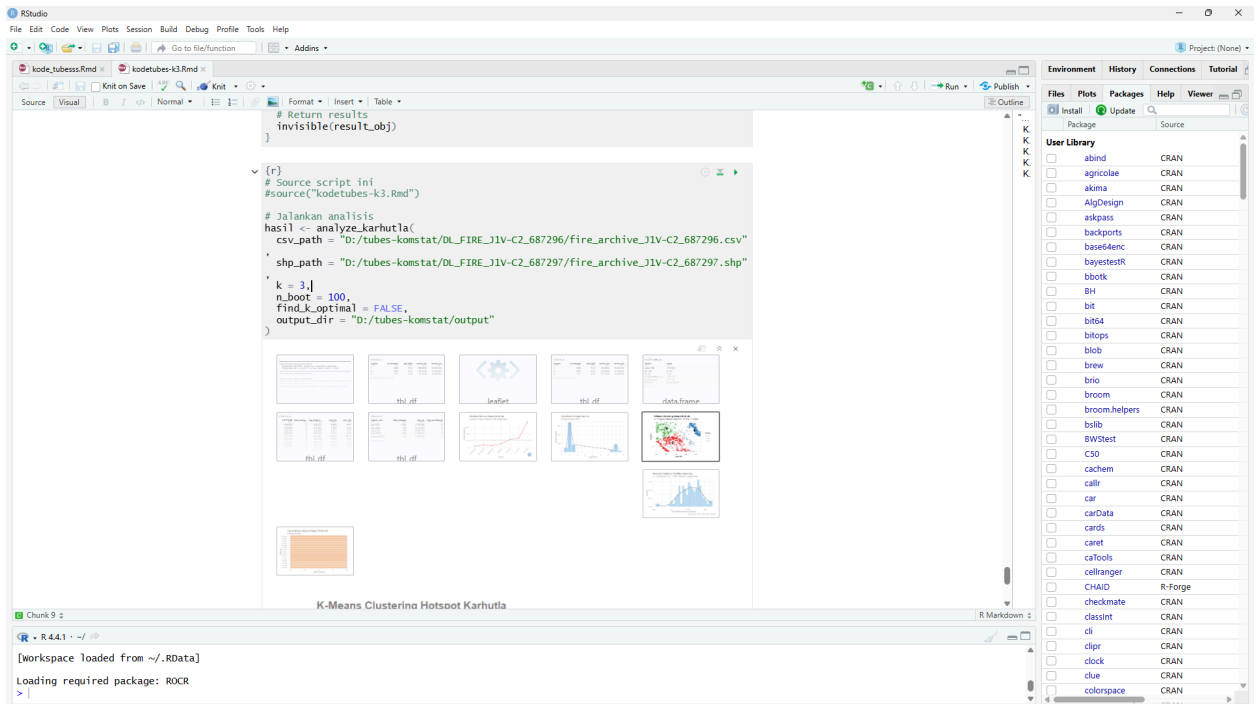 RStudio
File Edit Code View Plots Session Build Debug Profile Tools Help
Go to file/function Addins Project: (None)
kode_tubesss.Rmd kodetubes-k3.Rmd
Knit on Save Knit Run Publish
Source Visual B I </> Normal Format Insert Table Outline
# Return results
invisible(result_obj)
}
"...
K.
K.
K.
K.
K.
{r}
# Source script ini
#source("kodetubes-k3.Rmd")
# Jalankan analisis
hasil <- analyze_karhutla(
csv_path = "D:/tubes-komstat/DL_FIRE_J1V-C2_687296/fire_archive_J1V-C2_687296.csv"
,
shp_path = "D:/tubes-komstat/DL_FIRE_J1V-C2_687297/fire_archive_J1V-C2_687297.shp"
,
k = 3,
n_boot = 100,
find_k_optimal = FALSE,
output_dir = "D:/tubes-komstat/output"
)
tbl_df leaflet tbl_df data.frame
tbl_df tbl_df
K-Means Clustering Hotspot Karhutla
Chunk 9 R Markdown
R 4.4.1 · ~/
[Workspace loaded from ~/.RData]
Loading required package: ROCR
>
Environment History Connections Tutorial
Files Plots Packages Help Viewer
Install Update
Package Source
User Library
abind CRAN
agricolae CRAN
akima CRAN
AlgDesign CRAN
askpass CRAN
backports CRAN
base64enc CRAN
bayestestR CRAN
bbotk CRAN
BH CRAN
bit CRAN
bit64 CRAN
bitops CRAN
blob CRAN
brew CRAN
brio CRAN
broom CRAN
broom.helpers CRAN
bslib CRAN
BWStest CRAN
C50 CRAN
cachem CRAN
callr CRAN
car CRAN
carData CRAN
cards CRAN
caret CRAN
caTools CRAN
cellranger CRAN
CHAID R-Forge
checkmate CRAN
classInt CRAN
cli CRAN
clipr CRAN
clock CRAN
clue CRAN
colorspace CRAN